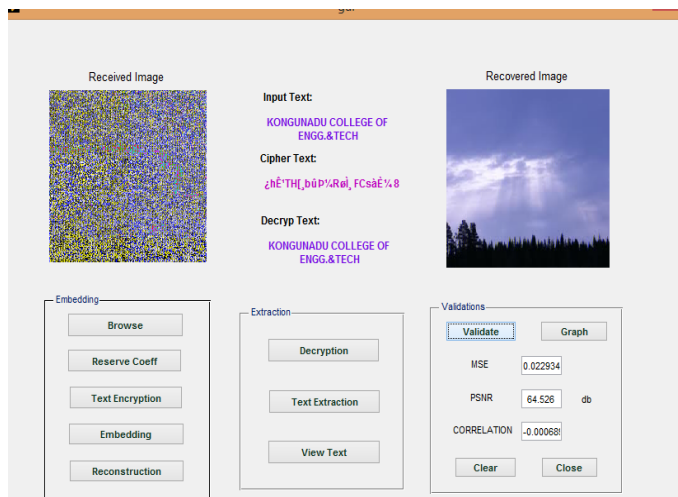 Received Image
Recovered Image
Input Text:
KONGUNADU COLLEGE OF
ENGG.&TECH
Cipher Text:
Decryp Text:
KONGUNADU COLLEGE OF
ENGG.&TECH
Embedding
Browse
Reserve Coeff
Text Encryption
Embedding
Reconstruction
Extraction
Decryption
Text Extraction
View Text
Validations
Validate
Graph
MSE
0.022934
PSNR
64.526
db
CORRELATION
Clear
Close